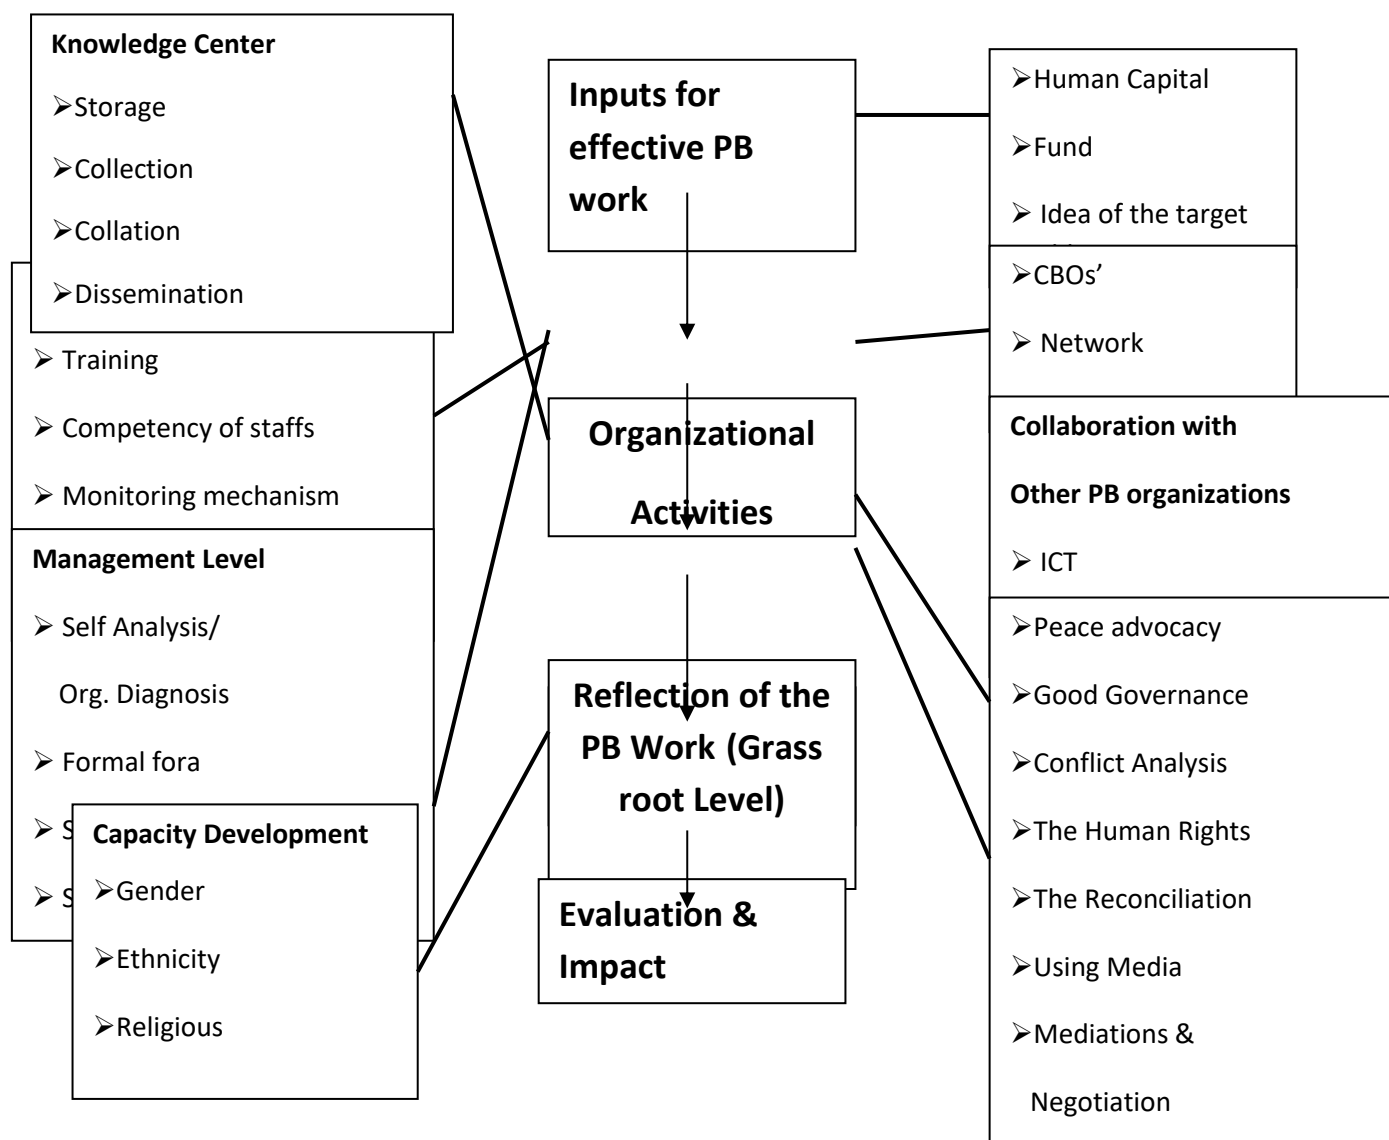 Knowledge Center
➢Storage
➢Collection
➢Collation
➢Dissemination
➢ Training
➢ Competency of staffs
➢ Monitoring mechanism
Management Level
➢ Self Analysis/
Org. Diagnosis
➢ Formal fora
➢ S
➢ S
Capacity Development
➢Gender
➢Ethnicity
➢Religious
Inputs for
effective PB
work
Organizational
Activities
Reflection of the
PB Work (Grass
root Level)
Evaluation &
Impact
➢Human Capital
➢Fund
➢ Idea of the target
➢CBOs’
➢ Network
Collaboration with
Other PB organizations
➢ ICT
➢Peace advocacy
➢Good Governance
➢Conflict Analysis
➢The Human Rights
➢The Reconciliation
➢Using Media
➢Mediations &
Negotiation